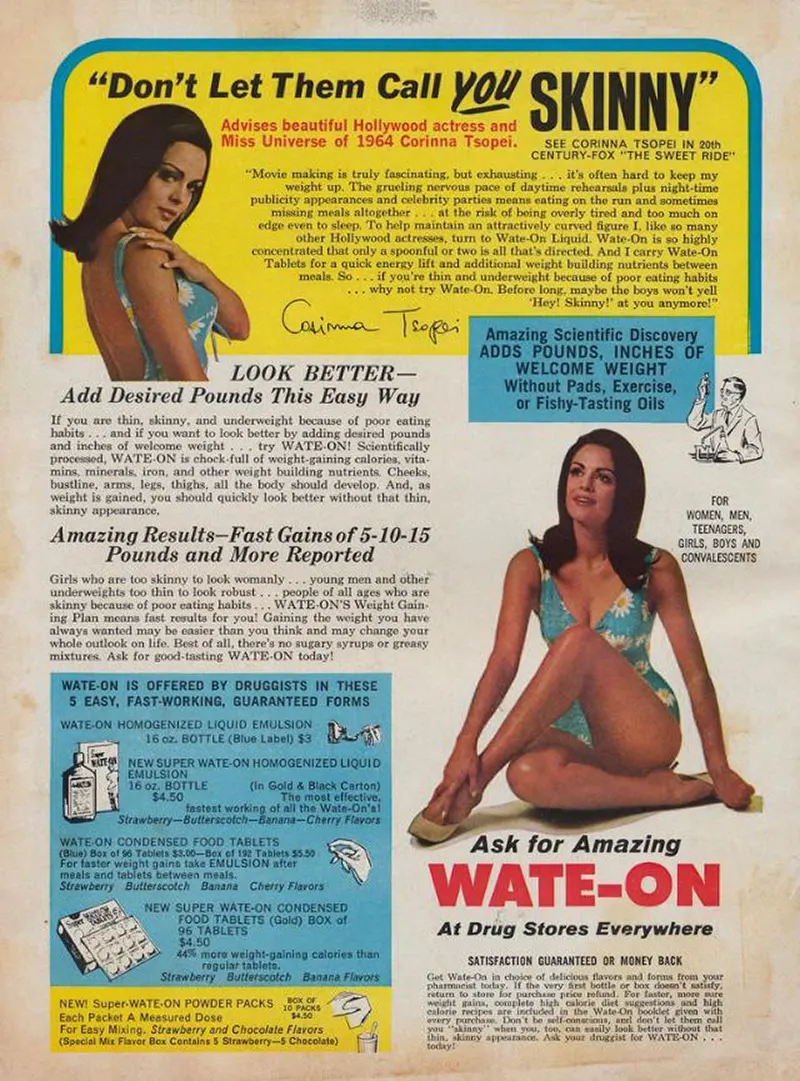 “Don’t Let Them Call YOU SKINNY”
Advises beautiful Hollywood actress and
Miss Universe of 1964 Corinna Tsopei.
SEE CORINNA TSOPEI IN 20th
CENTURY-FOX "THE SWEET RIDE"
“Movie making is truly fascinating, but exhausting . . . it’s often hard to keep my
weight up. The grueling nervous pace of daytime rehearsals plus night-time
publicity appearances and celebrity parties means eating on the run and sometimes
missing meals altogether . . . at the risk of being overly tired and too much on
edge even to sleep. To help maintain an attractively curved figure I, like so many
other Hollywood actresses, turn to Wate-On Liquid. Wate-On is so highly
concentrated that only a spoonful or two is all that’s directed. And I carry Wate-On
Tablets for a quick energy lift and additional weight building nutrients between
meals. So . . . if you’re thin and underweight because of poor eating habits
. . . why not try Wate-On. Before long, maybe the boys won’t yell
‘Hey! Skinny!’ at you anymore!”
Corinna Tsopei
Amazing Scientific Discovery
ADDS POUNDS, INCHES OF
WELCOME WEIGHT
Without Pads, Exercise,
or Fishy-Tasting Oils
LOOK BETTER—
Add Desired Pounds This Easy Way
If you are thin, skinny, and underweight because of poor eating
habits . . . and if you want to look better by adding desired pounds
and inches of welcome weight . . . try WATE-ON! Scientifically
processed, WATE-ON is chock-full of weight-gaining calories, vita-
mins, minerals, iron, and other weight building nutrients. Cheeks,
bustline, arms, legs, thighs, all the body should develop. And, as
weight is gained, you should quickly look better without that thin,
skinny appearance.
Amazing Results—Fast Gains of 5-10-15
Pounds and More Reported
Girls who are too skinny to look womanly . . . young men and other
underweights too thin to look robust . . . people of all ages who are
skinny because of poor eating habits . . . WATE-ON’S Weight Gain-
ing Plan means fast results for you! Gaining the weight you have
always wanted may be easier than you think and may change your
whole outlook on life. Best of all, there’s no sugary syrups or greasy
mixtures. Ask for good-tasting WATE-ON today!
FOR
WOMEN, MEN,
TEENAGERS,
GIRLS, BOYS AND
CONVALESCENTS
WATE-ON IS OFFERED BY DRUGGISTS IN THESE
5 EASY, FAST-WORKING, GUARANTEED FORMS
WATE-ON HOMOGENIZED LIQUID EMULSION
16 oz. BOTTLE (Blue Label) $3
NEW SUPER WATE-ON HOMOGENIZED LIQUID
EMULSION
16 oz. BOTTLE (In Gold & Black Carton)
$4.50 The most effective,
fastest working of all the Wate-On's!
Strawberry—Butterscotch—Banana—Cherry Flavors
WATE-ON CONDENSED FOOD TABLETS
(Blue) Box of 96 Tablets $3.00—Box of 192 Tablets $5.50
For faster weight gains take EMULSION after
meals and tablets between meals.
Strawberry Butterscotch Banana Cherry Flavors
NEW SUPER WATE-ON CONDENSED
FOOD TABLETS (Gold) BOX of
96 TABLETS
$4.50
44% more weight-gaining calories than
regular tablets.
Strawberry Butterscotch Banana Flavors
NEW! Super-WATE-ON POWDER PACKS BOX OF
10 PACKS
$4.50
Each Packet A Measured Dose
For Easy Mixing. Strawberry and Chocolate Flavors
(Special Mix Flavor Box Contains 5 Strawberry—5 Chocolate)
Ask for Amazing
WATE-ON
At Drug Stores Everywhere
SATISFACTION GUARANTEED OR MONEY BACK
Get Wate-On in choice of delicious flavors and forms from your
pharmacist today. If the very first bottle or box doesn’t satisfy,
return to store for purchase price refund. For faster, more sure
weight gains, complete high calorie diet suggestions and high
calorie recipes are included in the Wate-On booklet given with
every purchase. Don’t be self-conscious, and don’t let them call
you “skinny” when you, too, can easily look better without that
thin, skinny appearance. Ask your druggist for WATE-ON . . .
today!